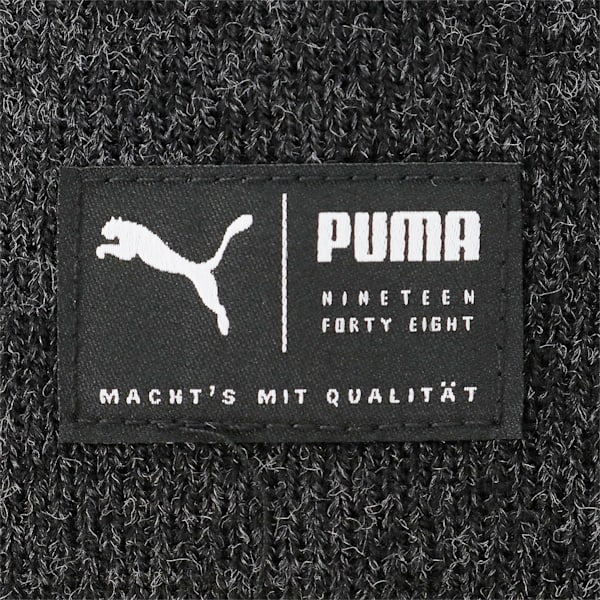 PUMA
NINETEEN
FORTY EIGHT
MACHT'S MIT QUALITÄT